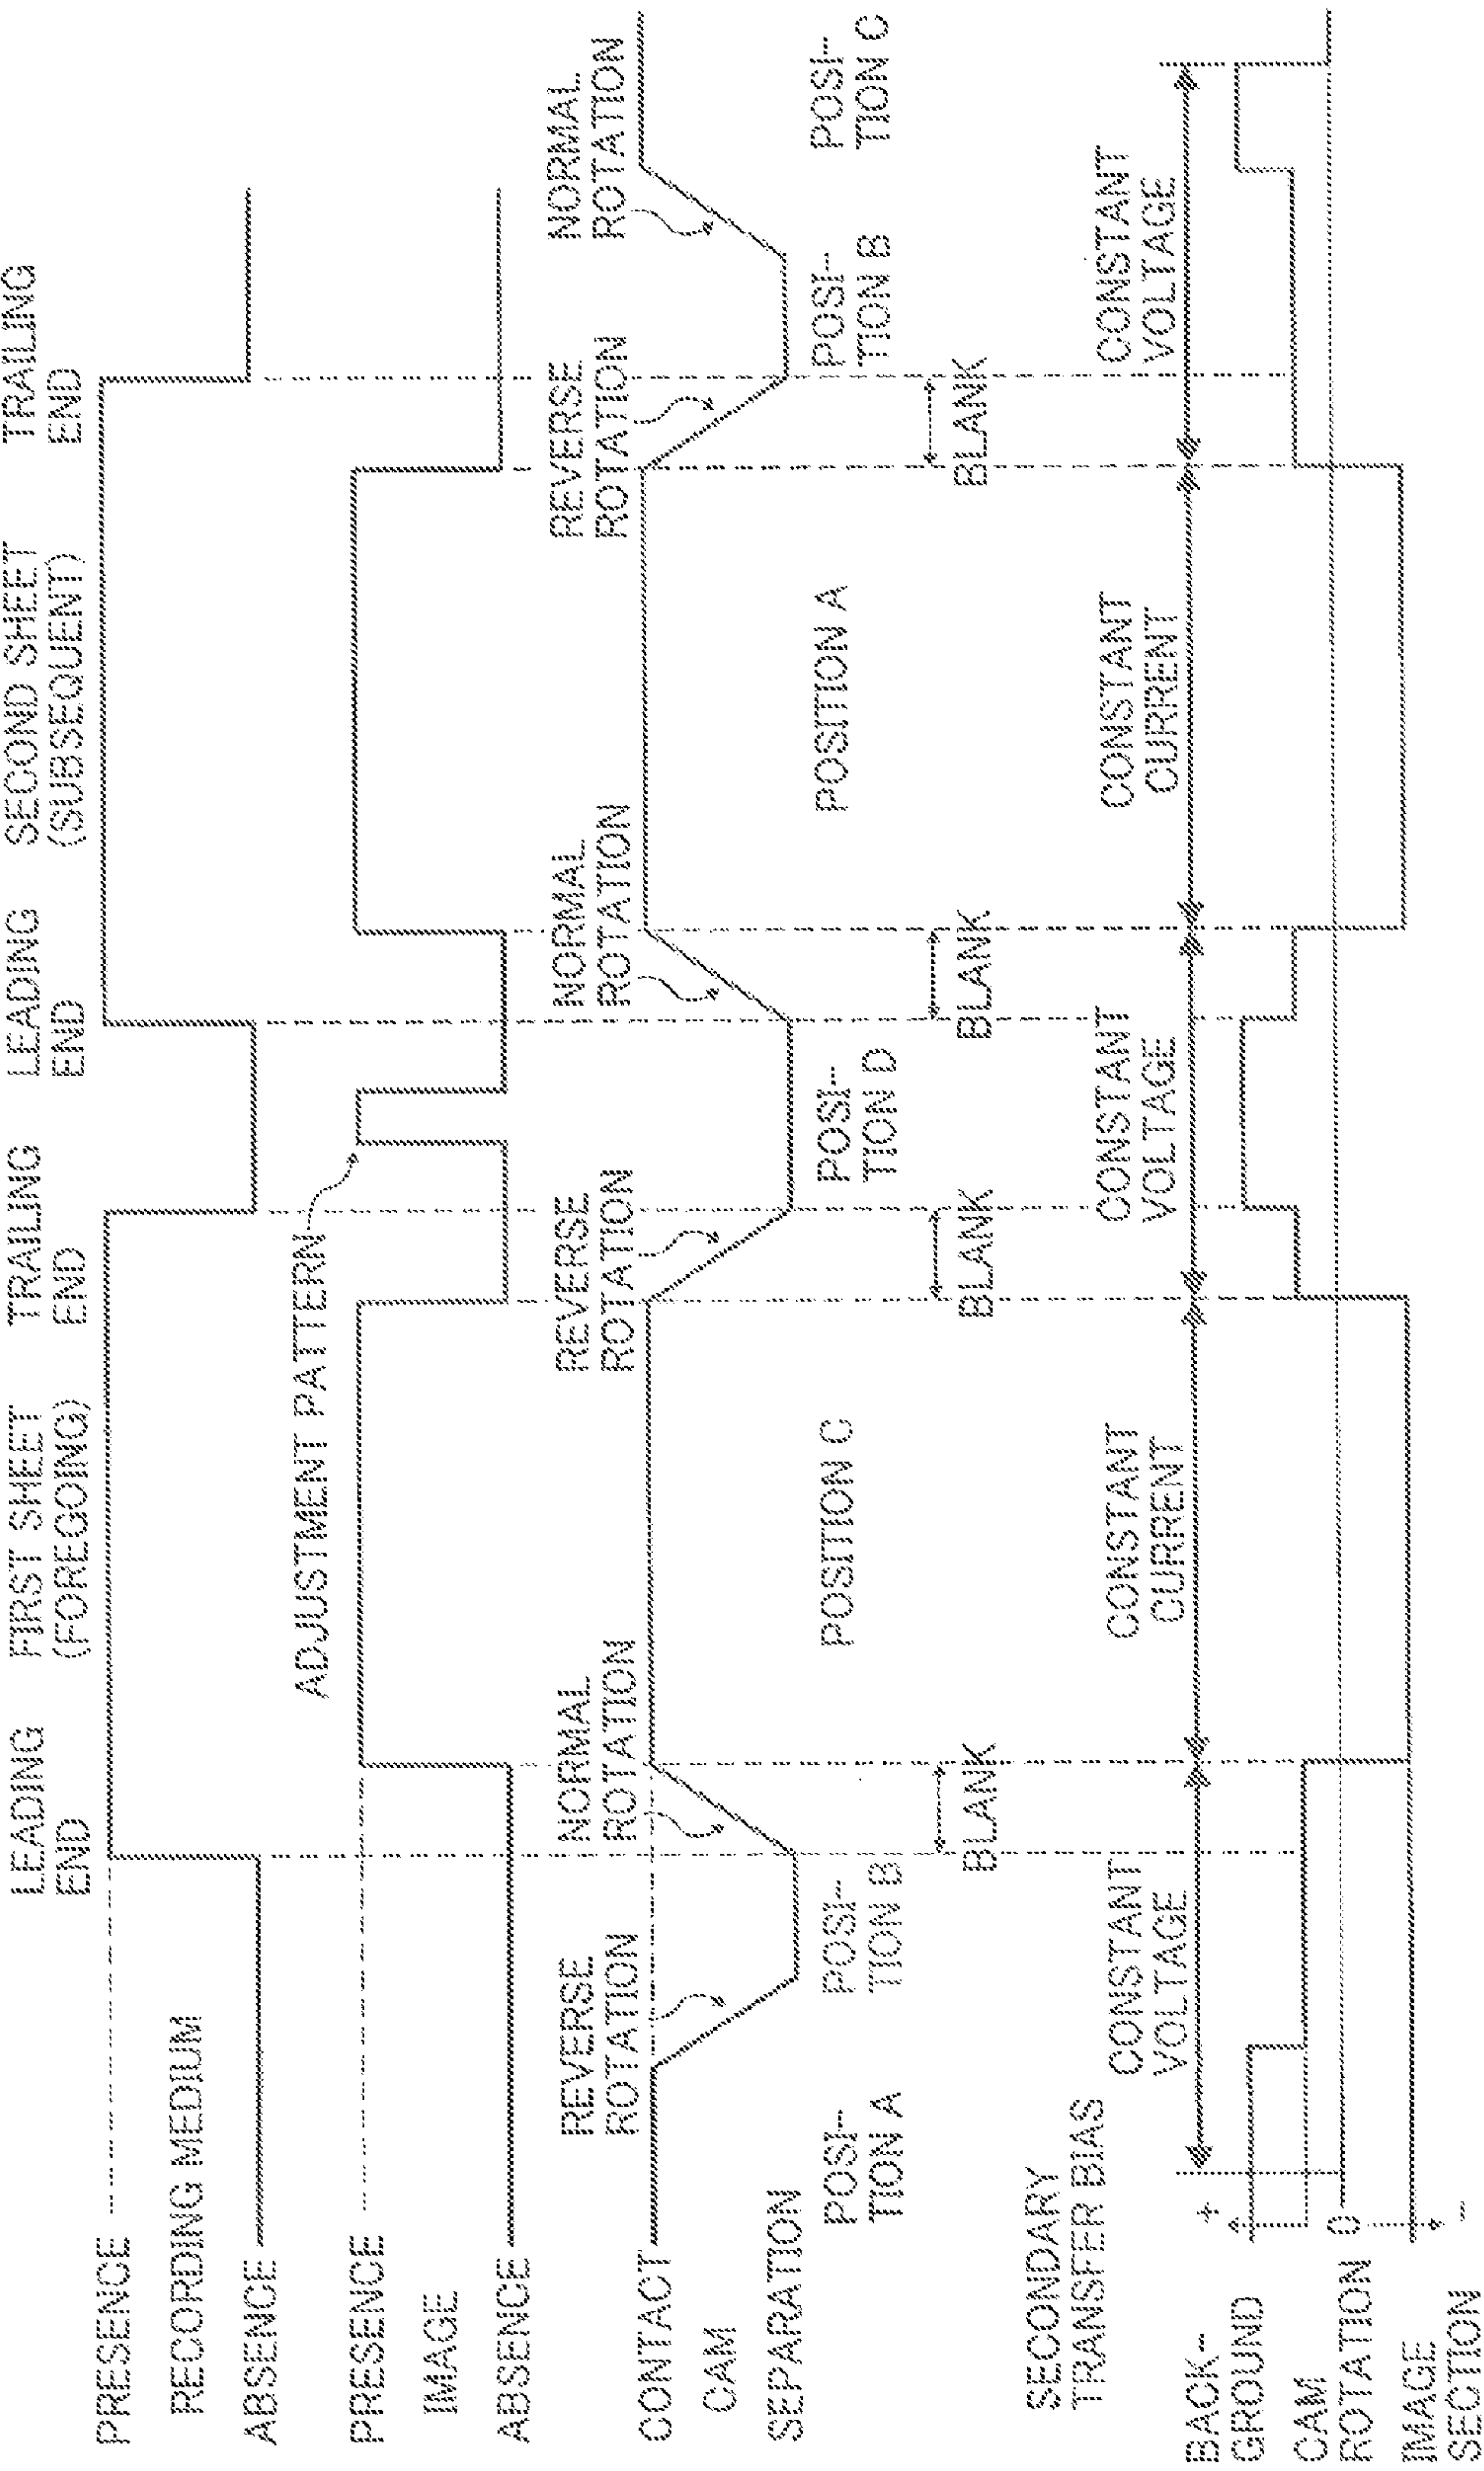 LEADING
END
FIRST SHEET
(FOREGOING)
TRAILING
END
LEADING
END
SECOND SHEET
(SUBSEQUENT)
TRAILING
END
PRESENCE
RECORDING MEDIUM
ABSENCE
ADJUSTMENT PATTERN
PRESENCE
IMAGE
ABSENCE
REVERSE
ROTATION
NORMAL
ROTATION
REVERSE
ROTATION
NORMAL
ROTATION
REVERSE
ROTATION
NORMAL
ROTATION
CONTACT
CAM
SEPARATION
POSI-
TION A
POSI-
TION B
POSITION C
POSI-
TION D
POSITION A
POSI-
TION B
POSI-
TION C
BLANK
BLANK
BLANK
BLANK
SECONDARY
TRANSFER BIAS
CONSTANT
VOLTAGE
CONSTANT
CURRENT
CONSTANT
VOLTAGE
CONSTANT
CURRENT
CONSTANT
VOLTAGE
BACK-
GROUND
+
CAM
ROTATION
0
IMAGE
SECTION
-